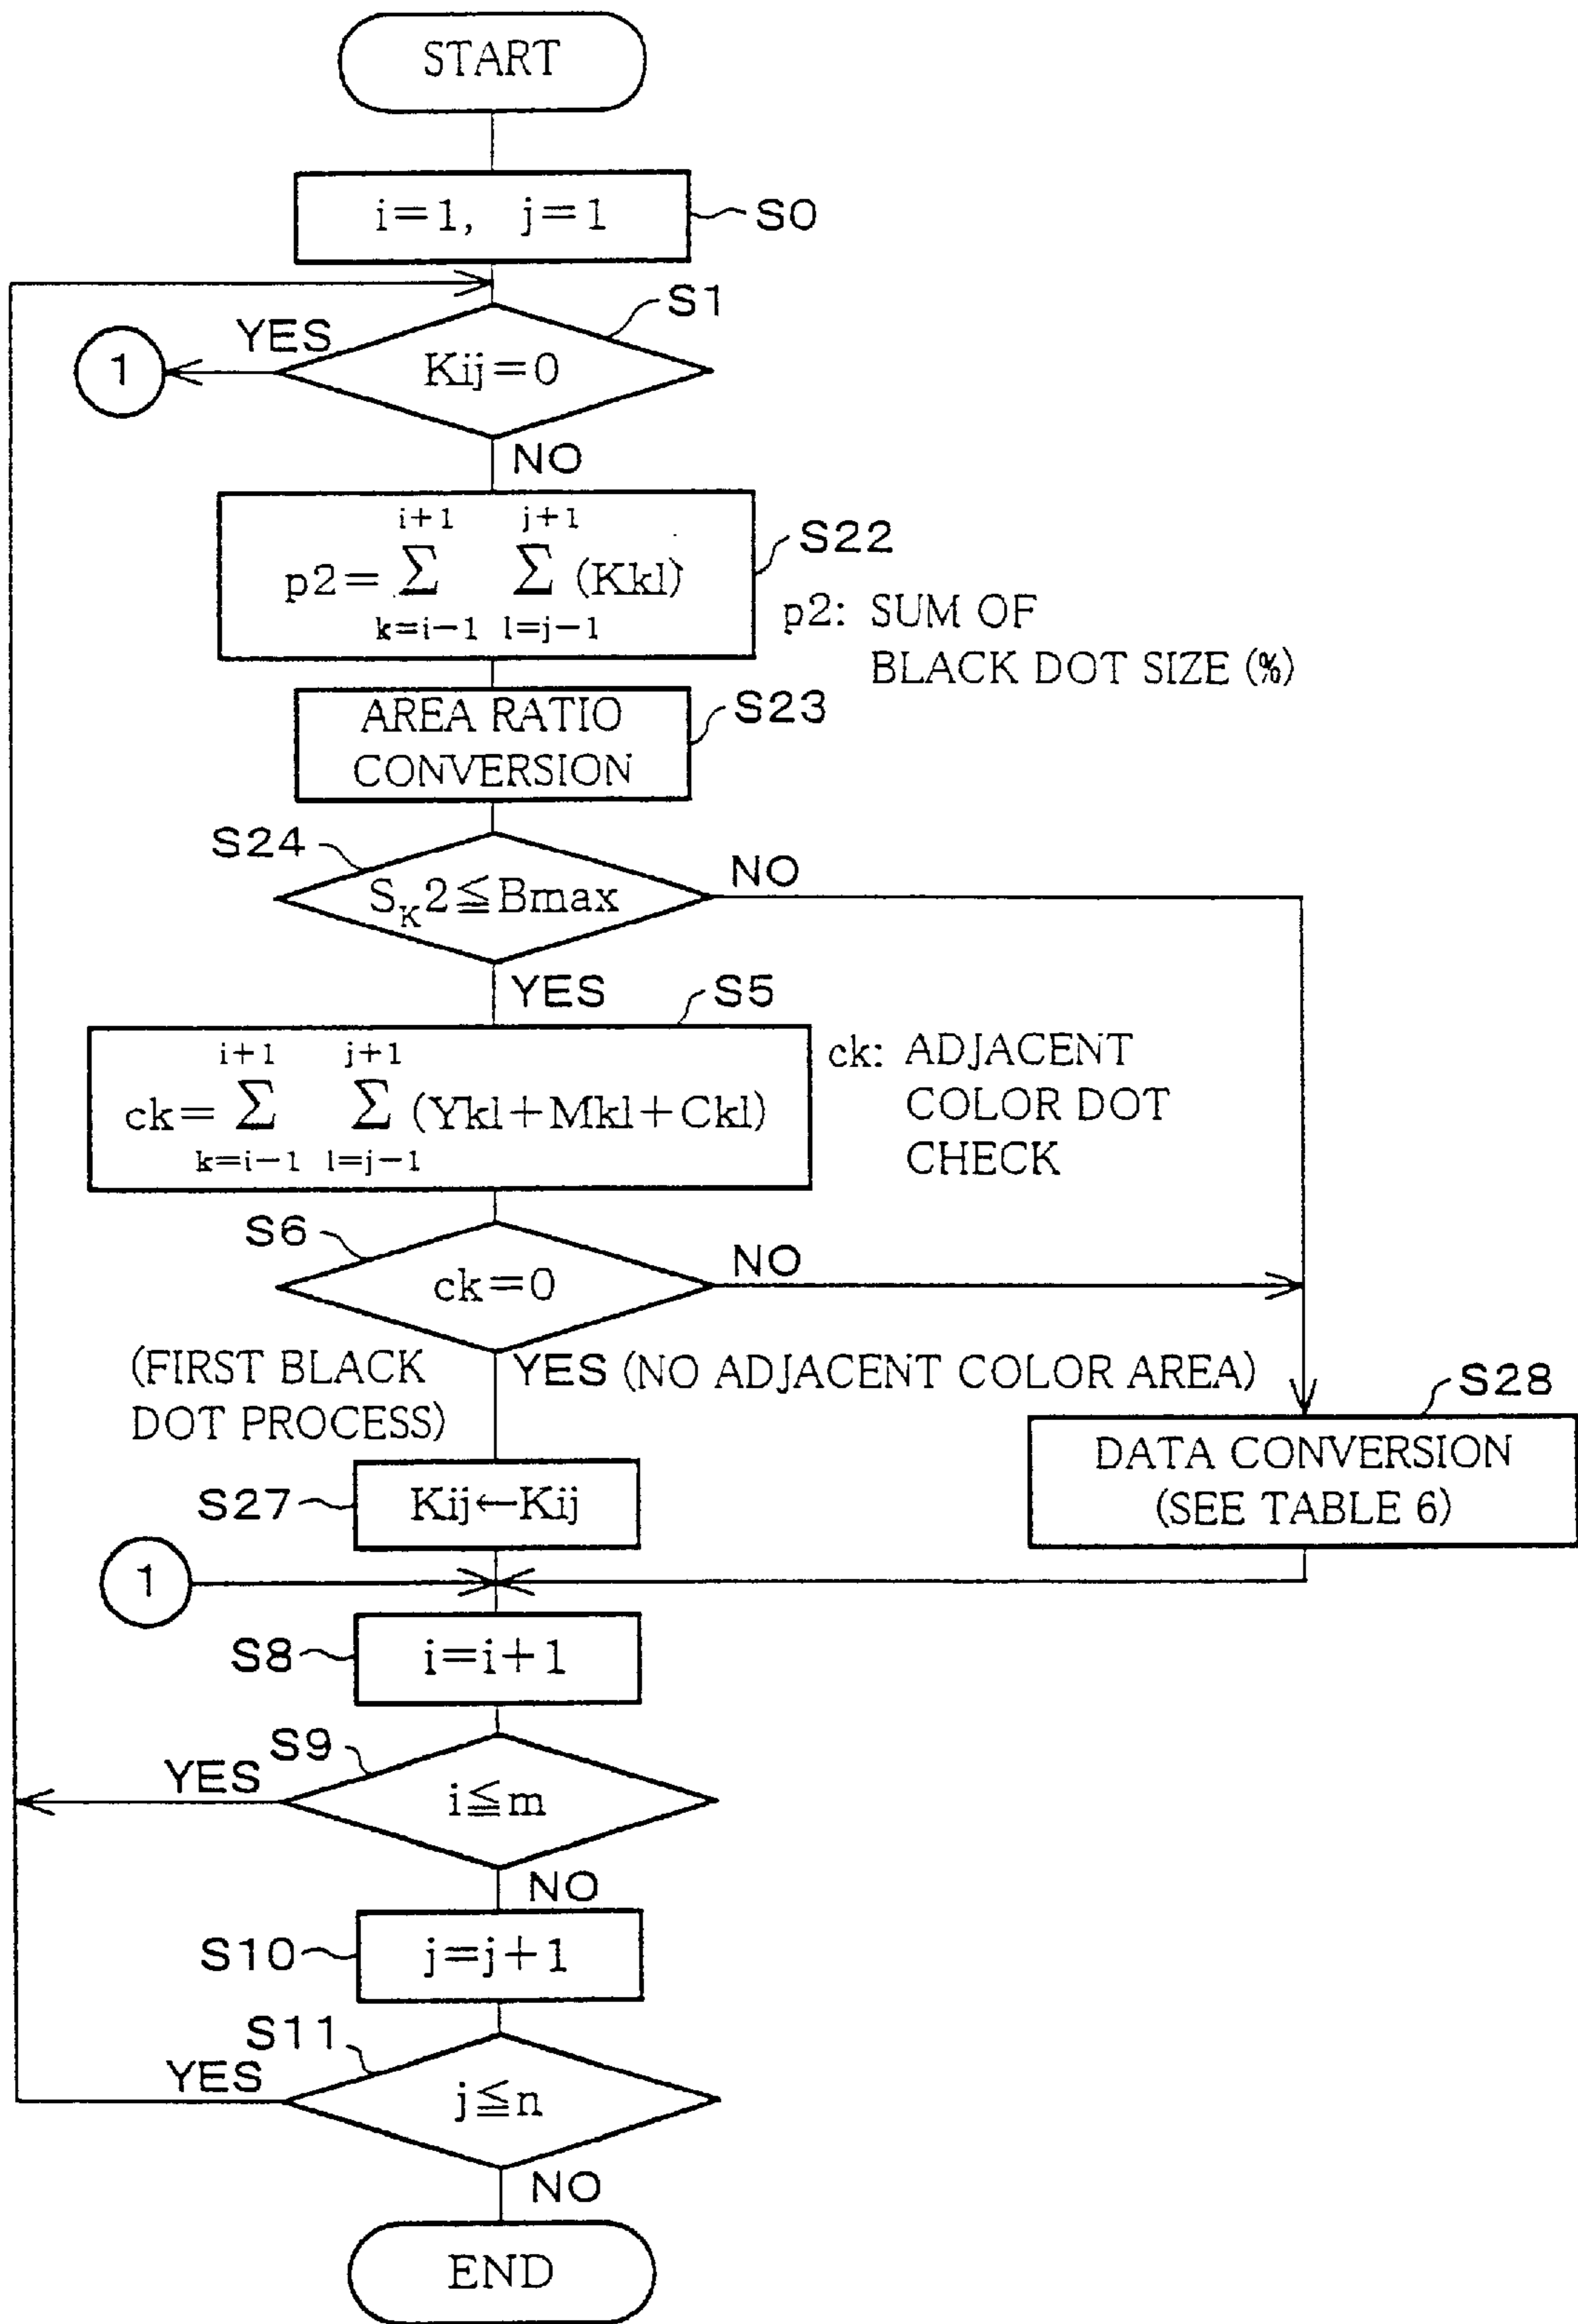 START
i=1, j=1
S0
S1
YES
1
Kij=0
NO
i+1 j+1
p2=Σ Σ (Kkl)
k=i−1 l=j−1
S22
p2: SUM OF
BLACK DOT SIZE (%)
AREA RATIO
CONVERSION
S23
S24
S_K2≦Bmax
NO
YES
S5
i+1 j+1
ck=Σ Σ (Ykl+Mkl+Ckl)
k=i−1 l=j−1
ck: ADJACENT
COLOR DOT
CHECK
S6
ck=0
NO
(FIRST BLACK
DOT PROCESS)
YES (NO ADJACENT COLOR AREA)
S28
DATA CONVERSION
(SEE TABLE 6)
S27
Kij←Kij
1
S8
i=i+1
S9
YES
i≦m
NO
S10
j=j+1
S11
YES
j≦n
NO
END